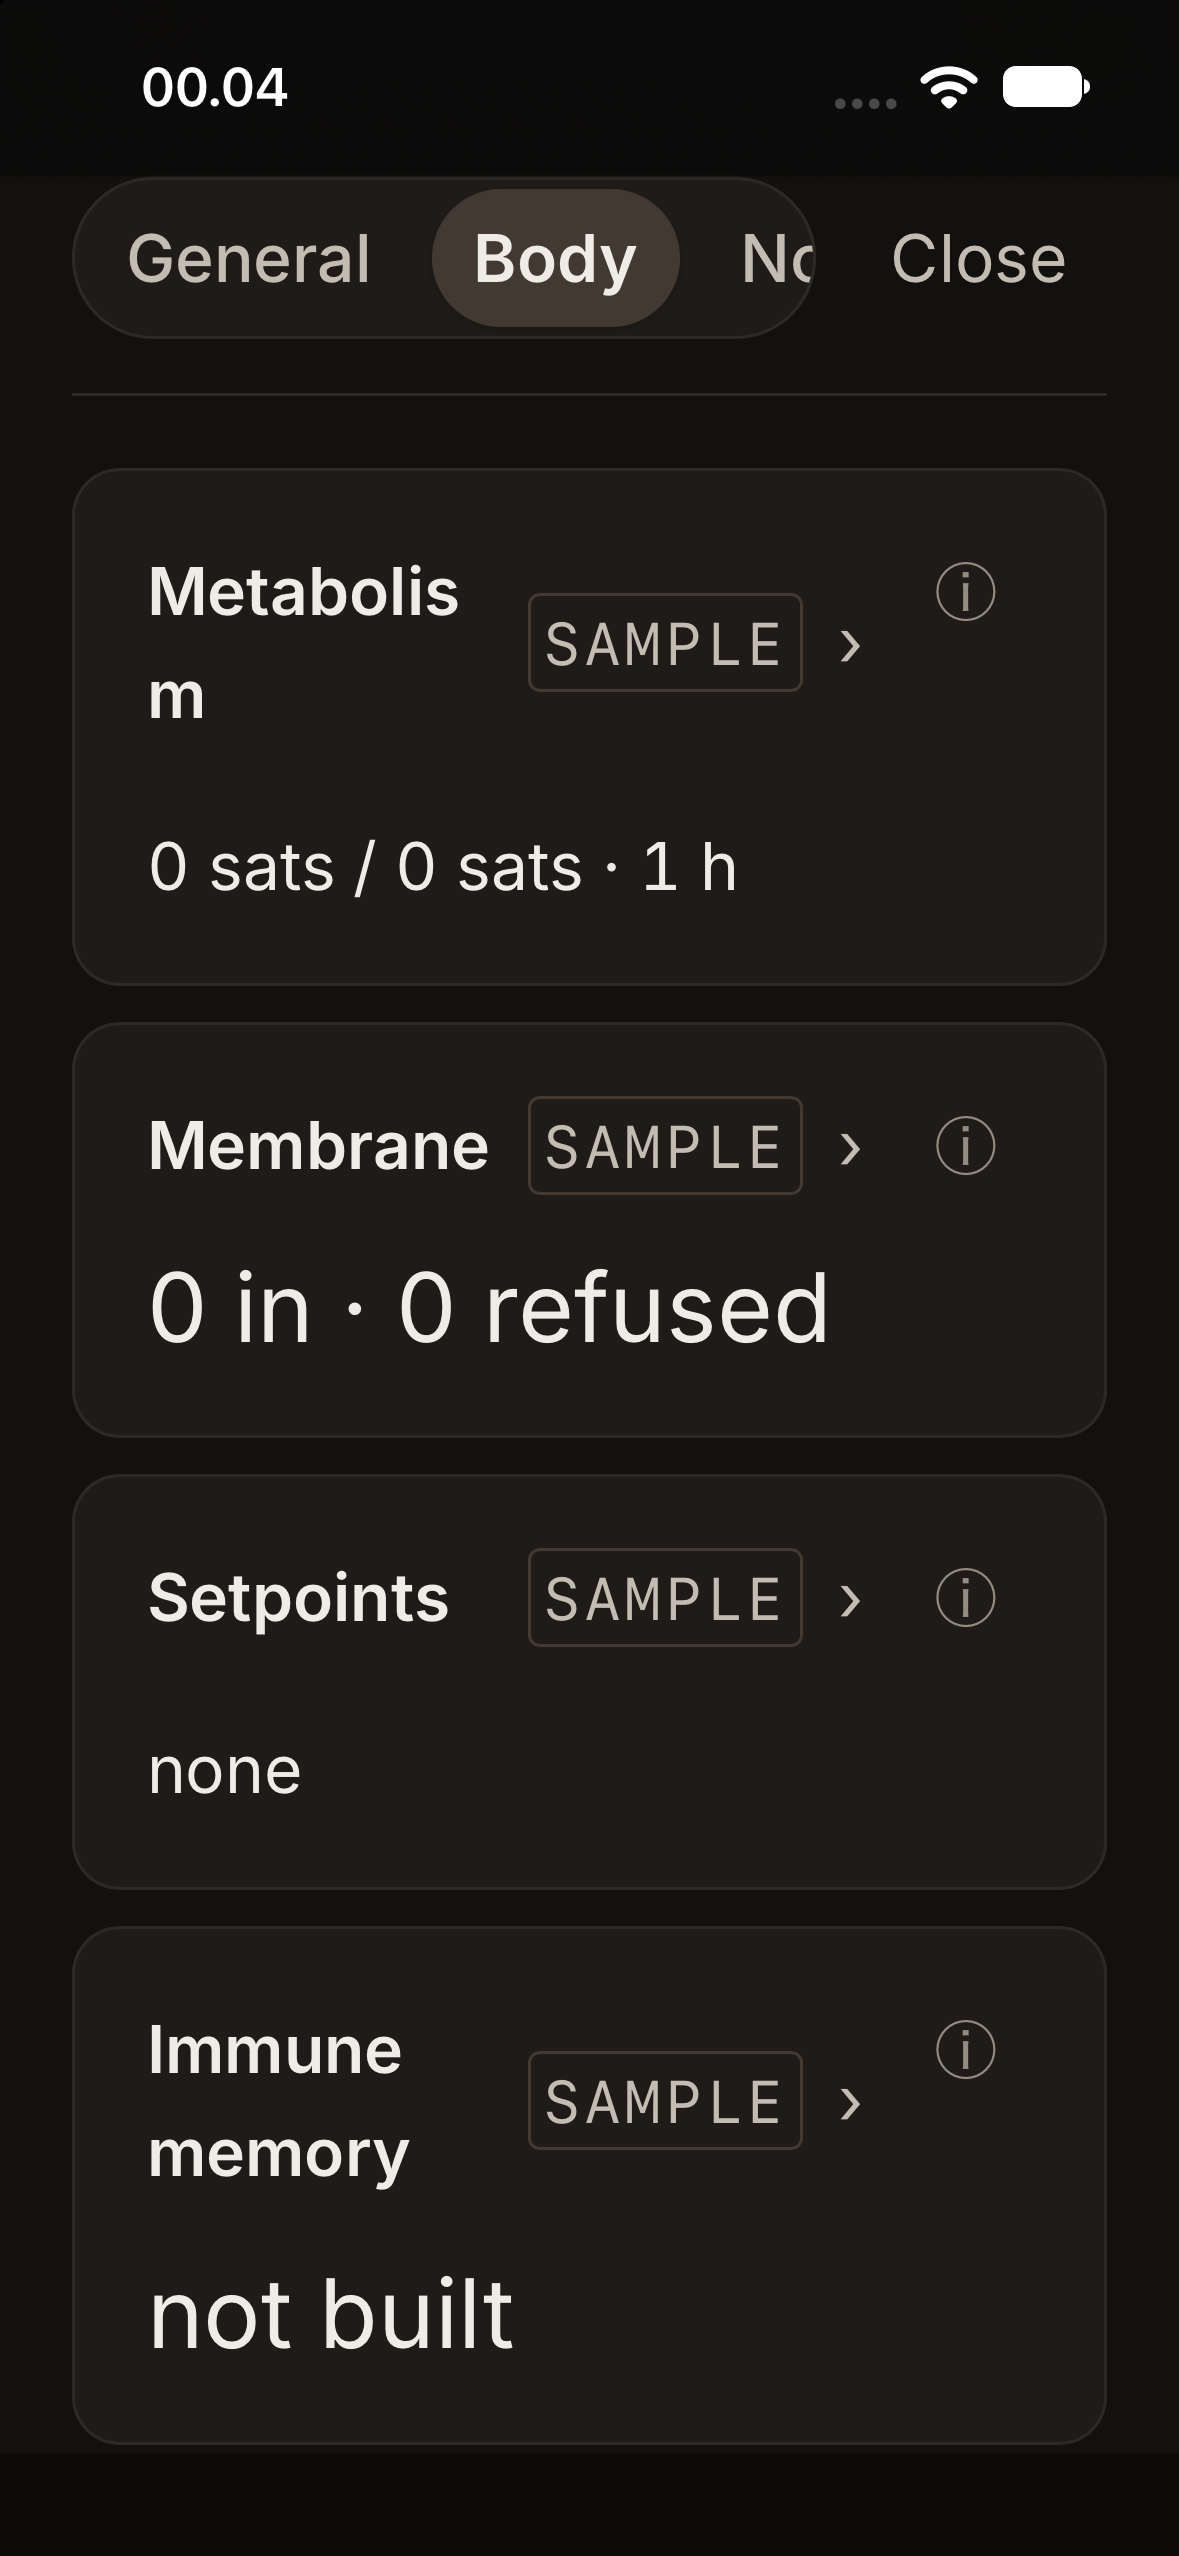 00.04
General Body No Close
Metabolis
m
SAMPLE › i
0 sats / 0 sats · 1 h
Membrane SAMPLE › i
0 in · 0 refused
Setpoints SAMPLE › i
none
Immune
memory
SAMPLE › i
not built